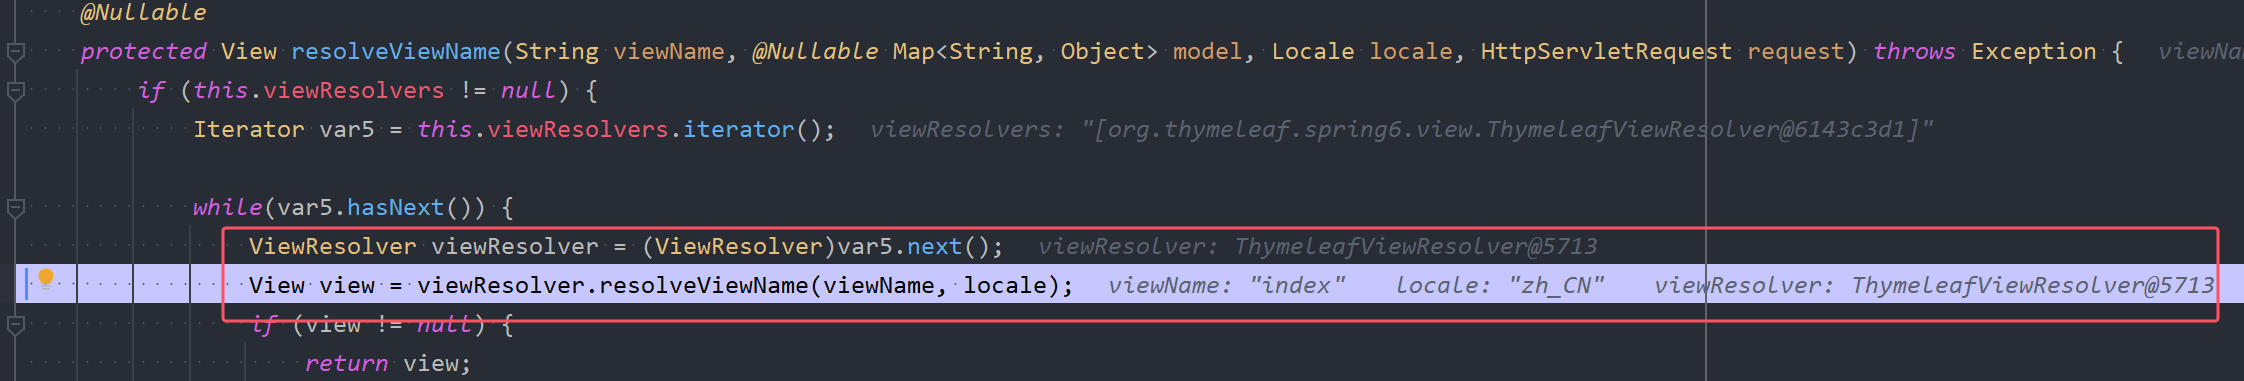 @Nullable
protected View resolveViewName(String viewName, @Nullable Map<String, Object> model, Locale locale, HttpServletRequest request) throws Exception {  viewNa
if (this.viewResolvers != null) {
Iterator var5 = this.viewResolvers.iterator();  viewResolvers: "[org.thymeleaf.spring6.view.ThymeleafViewResolver@6143c3d1]"
while(var5.hasNext()) {
ViewResolver viewResolver = (ViewResolver)var5.next();  viewResolver: ThymeleafViewResolver@5713
View view = viewResolver.resolveViewName(viewName, locale);  viewName: "index"  locale: "zh_CN"  viewResolver: ThymeleafViewResolver@5713
if (view != null) {
return view;